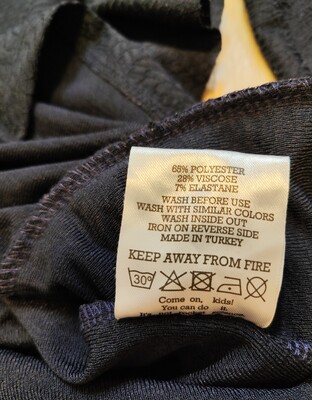 65% POLYESTER
28% VISCOSE
7% ELASTANE
WASH BEFORE USE
WASH WITH SIMILAR COLORS
WASH INSIDE OUT
IRON ON REVERSE SIDE
MADE IN TURKEY
KEEP AWAY FROM FIRE
30°
Come on, kids!
You can do it.